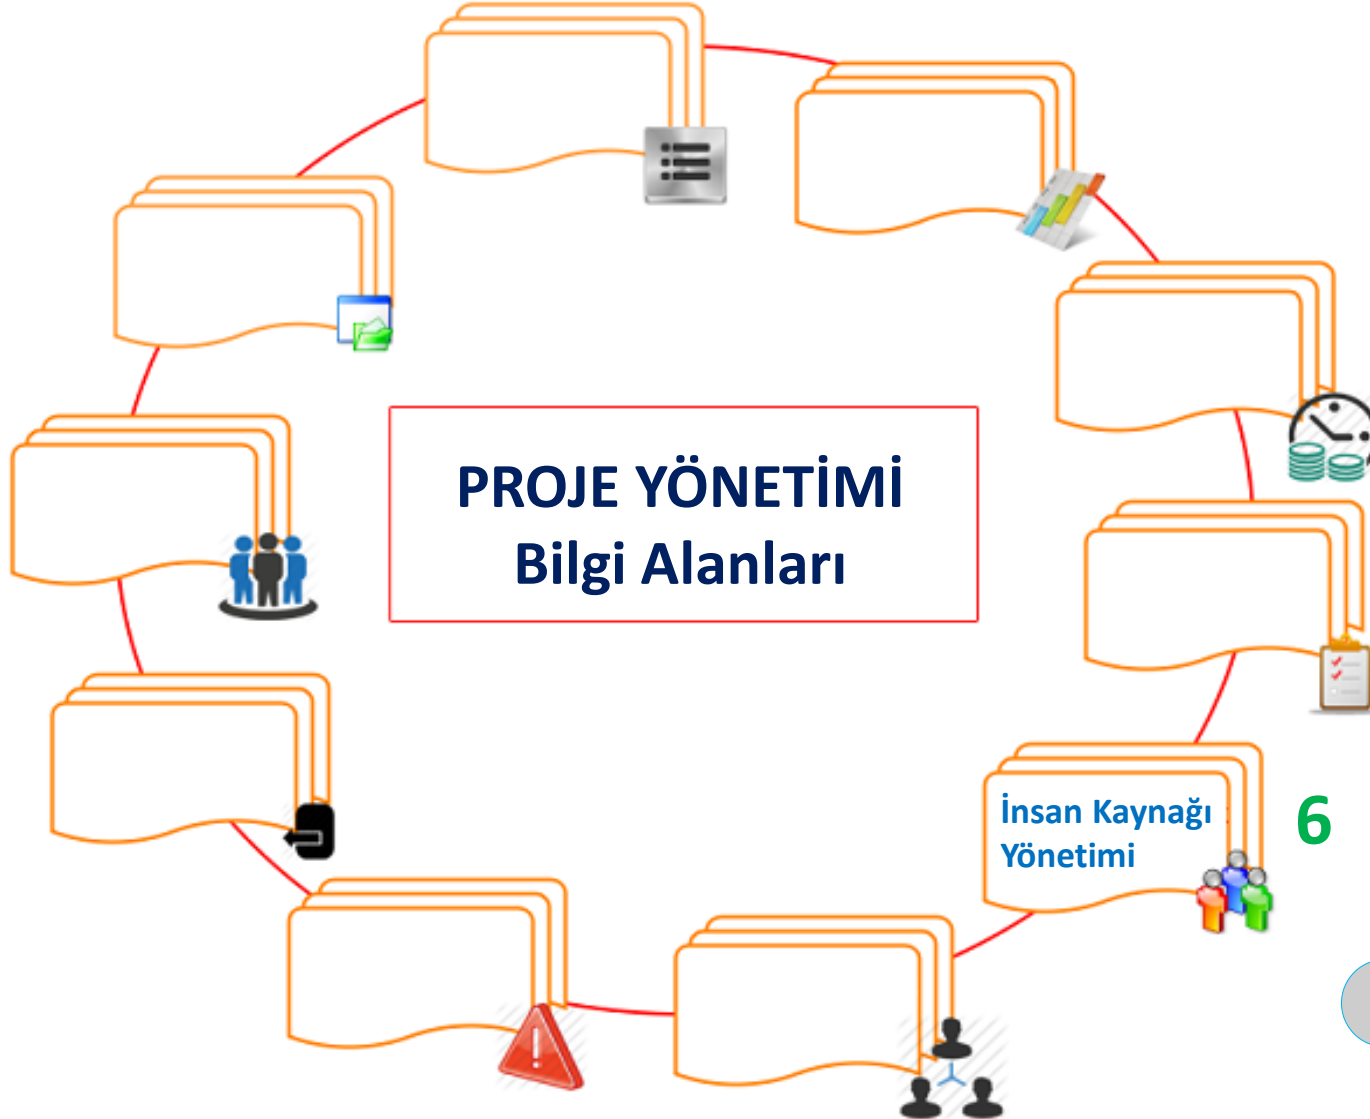 PROJE YÖNETİMİ
Bilgi Alanları
İnsan Kaynağı
Yönetimi
6